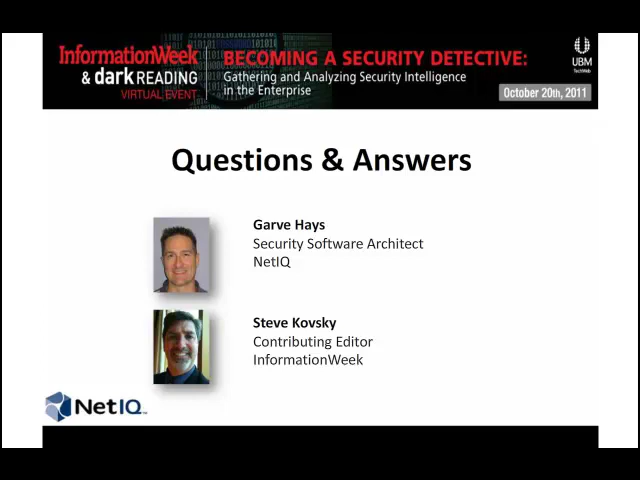 InformationWeek
& dark READING
VIRTUAL EVENT
BECOMING A SECURITY DETECTIVE:
Gathering and Analyzing Security Intelligence
in the Enterprise
UBM
TechWeb
October 20th, 2011
Questions & Answers
Garve Hays
Security Software Architect
NetIQ
Steve Kovsky
Contributing Editor
InformationWeek
NetIQ